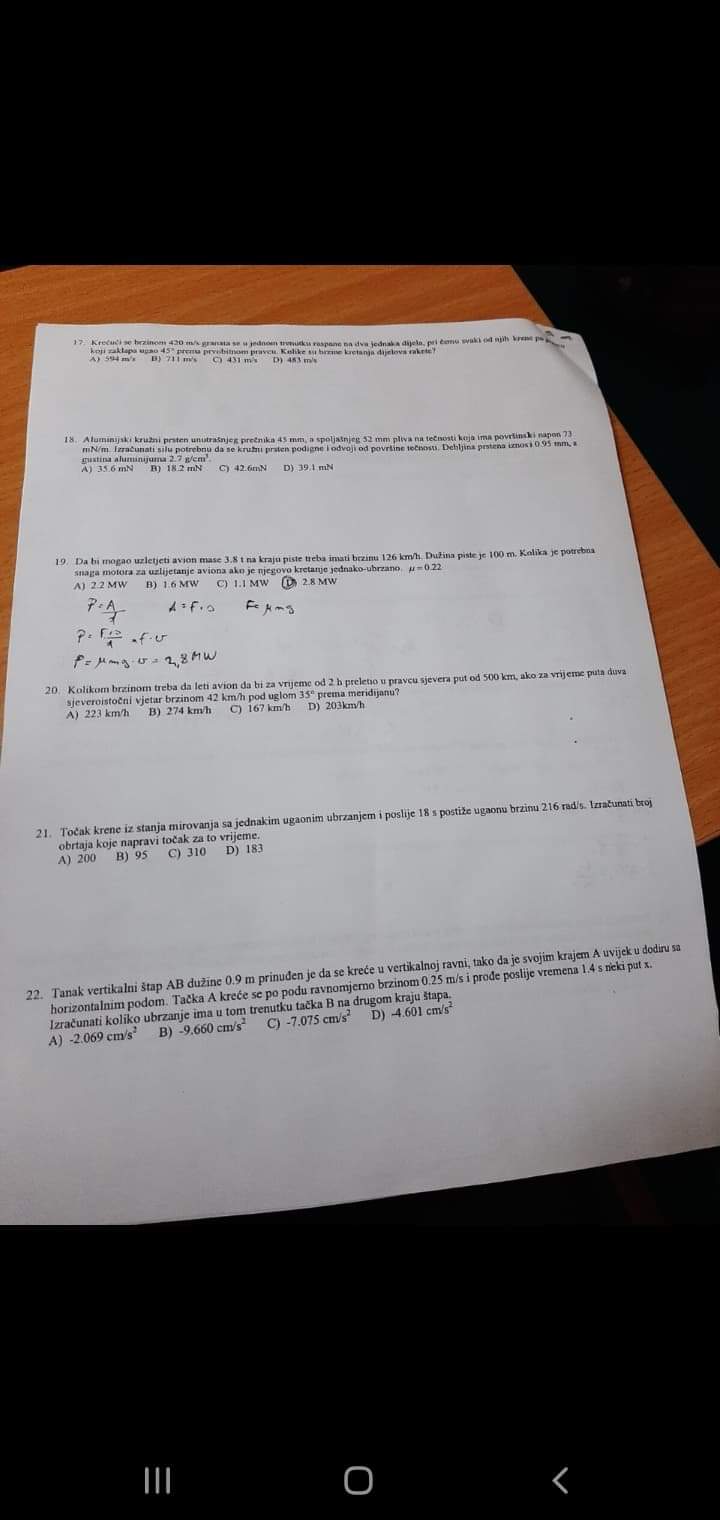 17. Krećući se brzinom 420 m/s granata se u jednom trenutku raspane na dva jednaka dijela, pri čemu svaki od njih krene po
koji zaklapa ugao 45° prema prvobitnom pravcu. Kolike su brzine kretanja dijelova rakete?
A) 594 m/s B) 711 m/s C) 431 m/s D) 483 m/s
18. Aluminijski kružni prsten unutrašnjeg prečnika 45 mm, a spoljašnjeg 52 mm pliva na tečnosti koja ima površinski napon 73
mN/m. Izračunati silu potrebnu da se kružni prsten podigne i odvoji od površine tečnosti. Debljina prstena iznosi 0.95 mm, a
gustina aluminijuma 2.7 g/cm³.
A) 35.6 mN B) 18.2 mN C) 42.6mN D) 39.1 mN
19. Da bi mogao uzletjeti avion mase 3.8 t na kraju piste treba imati brzinu 126 km/h. Dužina piste je 100 m. Kolika je potrebna
snaga motora za uzlijetanje aviona ako je njegovo kretanje jednako-ubrzano. μ=0.22
A) 2.2 MW B) 1.6 MW C) 1.1 MW D) 2.8 MW
P=A/t A=F·s F=μmg
P=F·s/t =F·v
P=μmg·v=2,8MW
20. Kolikom brzinom treba da leti avion da bi za vrijeme od 2 h preletio u pravcu sjevera put od 500 km, ako za vrijeme puta duva
sjeveroistočni vjetar brzinom 42 km/h pod uglom 35° prema meridijanu?
A) 223 km/h B) 274 km/h C) 167 km/h D) 203km/h
21. Točak krene iz stanja mirovanja sa jednakim ugaonim ubrzanjem i poslije 18 s postiže ugaonu brzinu 216 rad/s. Izračunati broj
obrtaja koje napravi točak za to vrijeme.
A) 200 B) 95 C) 310 D) 183
22. Tanak vertikalni štap AB dužine 0.9 m prinuđen je da se kreće u vertikalnoj ravni, tako da je svojim krajem A uvijek u dodiru sa
horizontalnim podom. Tačka A kreće se po podu ravnomjerno brzinom 0.25 m/s i prođe poslije vremena 1.4 s neki put x.
Izračunati koliko ubrzanje ima u tom trenutku tačka B na drugom kraju štapa.
A) -2.069 cm/s² B) -9.660 cm/s² C) -7.075 cm/s² D) -4.601 cm/s²